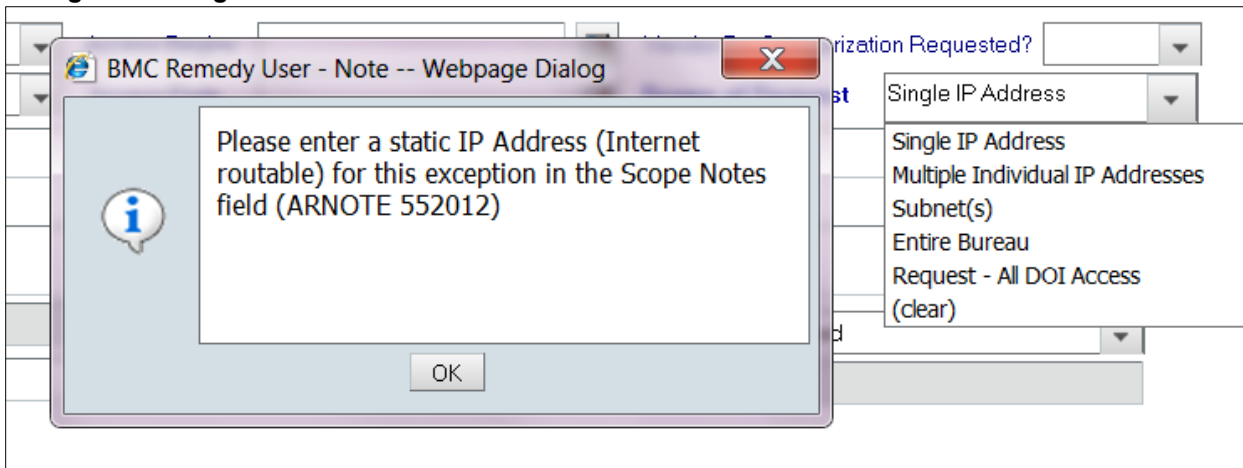 rization Requested?
BMC Remedy User - Note -- Webpage Dialog
X
st
Single IP Address
Please enter a static IP Address (Internet
routable) for this exception in the Scope Notes
field (ARNOTE 552012)
Single IP Address
Multiple Individual IP Addresses
Subnet(s)
Entire Bureau
Request - All DOI Access
(clear)
d
OK